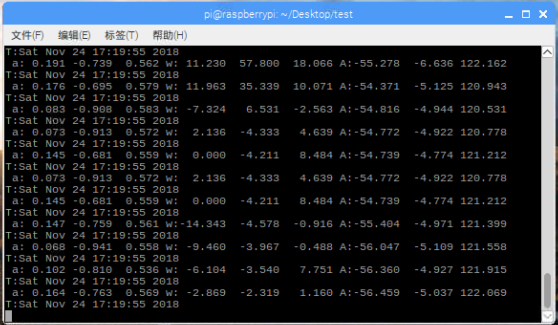 pi@raspberrypi: ~/Desktop/test
文件(F) 编辑(E) 标签(T) 帮助(H)
T:Sat Nov 24 17:19:55 2018
a: 0.191 -0.739 0.562 w: 11.230 57.800 18.066 A:-55.278 -6.636 122.162
T:Sat Nov 24 17:19:55 2018
a: 0.176 -0.695 0.579 w: 11.963 35.339 10.071 A:-54.371 -5.125 120.943
T:Sat Nov 24 17:19:55 2018
a: 0.083 -0.908 0.583 w: -7.324 6.531 -2.563 A:-54.816 -4.944 120.531
T:Sat Nov 24 17:19:55 2018
a: 0.073 -0.913 0.572 w: 2.136 -4.333 4.639 A:-54.772 -4.922 120.778
T:Sat Nov 24 17:19:55 2018
a: 0.145 -0.681 0.559 w: 0.000 -4.211 8.484 A:-54.739 -4.774 121.212
T:Sat Nov 24 17:19:55 2018
a: 0.073 -0.913 0.572 w: 2.136 -4.333 4.639 A:-54.772 -4.922 120.778
T:Sat Nov 24 17:19:55 2018
a: 0.145 -0.681 0.559 w: 0.000 -4.211 8.484 A:-54.739 -4.774 121.212
T:Sat Nov 24 17:19:55 2018
a: 0.147 -0.759 0.561 w:-14.343 -4.578 -0.916 A:-55.404 -4.971 121.399
T:Sat Nov 24 17:19:55 2018
a: 0.068 -0.941 0.558 w: -9.460 -3.967 -0.488 A:-56.047 -5.109 121.558
T:Sat Nov 24 17:19:55 2018
a: 0.102 -0.810 0.536 w: -6.104 -3.540 7.751 A:-56.360 -4.927 121.915
T:Sat Nov 24 17:19:55 2018
a: 0.164 -0.763 0.569 w: -2.869 -2.319 1.160 A:-56.459 -5.037 122.069
T:Sat Nov 24 17:19:55 2018